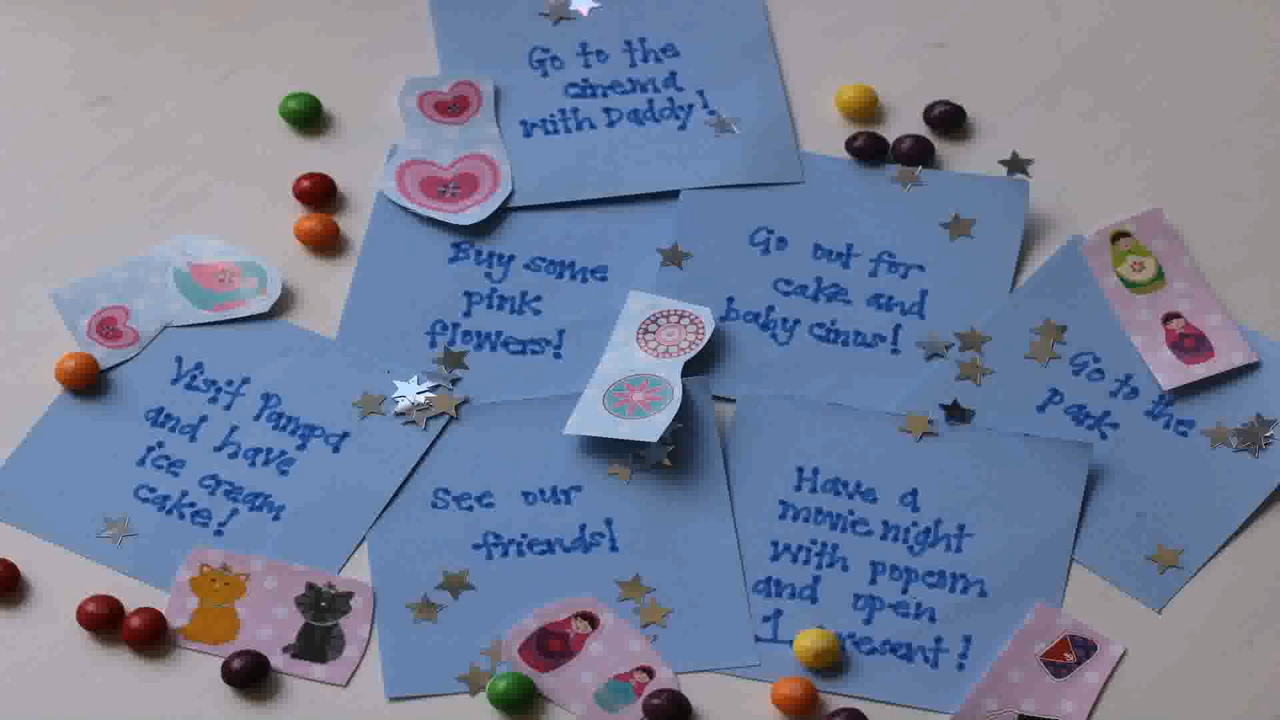 Go to the
cinema
with Daddy!
Buy some
pink
flowers!
Go out for
cake and
baby cinos!
Go to the
park
Visit Pampa
and have
ice cream
cake!
See our
friends!
Have a
movie night
with popcorn
and open
1 present!